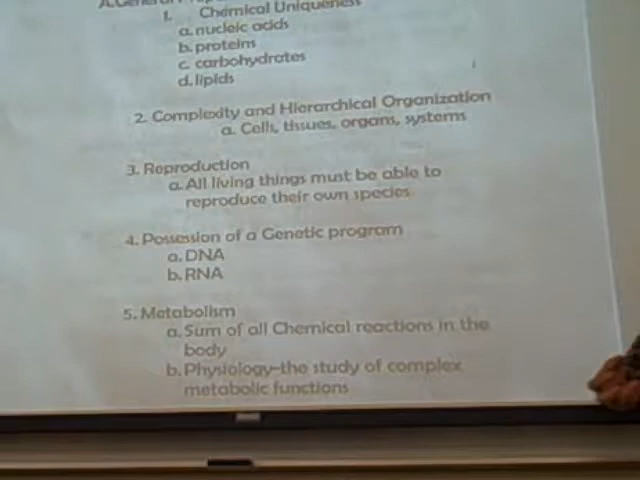 1. Chemical Uniqueness
a. nucleic acids
b. proteins
c. carbohydrates
d. lipids
2. Complexity and Hierarchical Organization
a. Cells, tissues, organs, systems
3. Reproduction
a. All living things must be able to
reproduce their own species
4. Possession of a Genetic program
a. DNA
b. RNA
5. Metabolism
a. Sum of all Chemical reactions in the
body
b. Physiology-the study of complex
metabolic functions